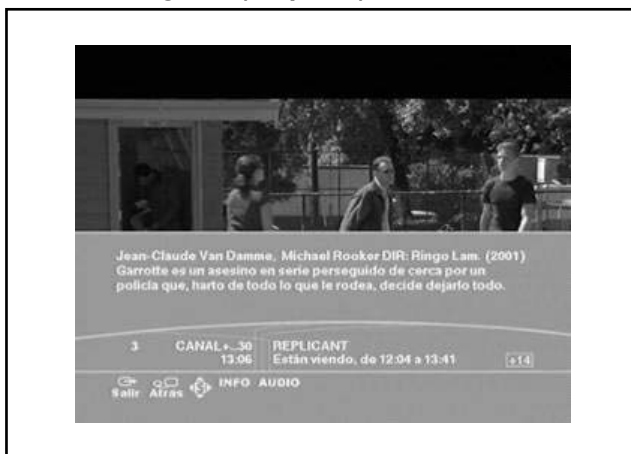 Jean-Claude Van Damme, Michael Rooker DIR: Ringo Lam. (2001)
Garrotte es un asesino en serie perseguido de cerca por un
policía que, harto de todo lo que le rodea, decide dejarlo todo.
3 CANAL+...30 REPLICANT
13:06 Están viendo, de 12:04 a 13:41 +14
Salir Atrás INFO AUDIO